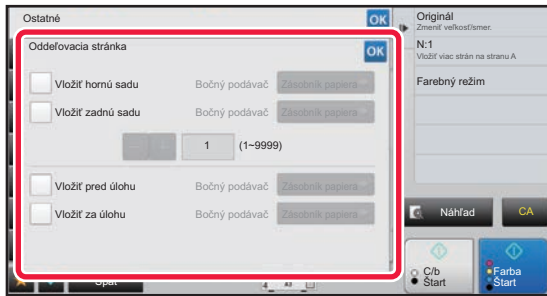 Ostatné
OK
Oddeľovacia stránka
OK
Vložiť hornú sadu
Bočný podávač
Zásobník papiera
Vložiť zadnú sadu
Bočný podávač
Zásobník papiera
1
(1~9999)
Vložiť pred úlohu
Bočný podávač
Zásobník papiera
Vložiť za úlohu
Bočný podávač
Zásobník papiera
Späť
Originál
Zmeniť veľkosť/smer.
N:1
Vložiť viac strán na stranu A
Farebný režim
Náhľad
CA
C/b
Štart
Farba
Štart